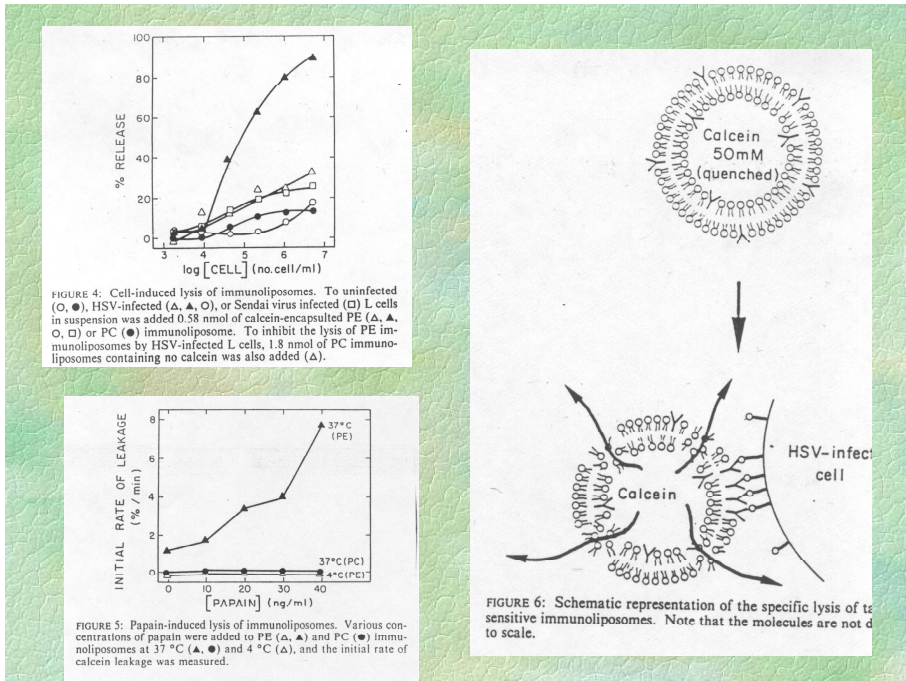 100
80
60
40
20
0
% RELEASE
3 4 5 6 7
log [CELL] (no.cell/ml)
FIGURE 4: Cell-induced lysis of immunoliposomes. To uninfected
(O, ●), HSV-infected (△, ▲, O), or Sendai virus infected (□) L cells
in suspension was added 0.58 nmol of calcein-encapsulted PE (△, ▲,
O, □) or PC (●) immunoliposome. To inhibit the lysis of PE im-
munoliposomes by HSV-infected L cells, 1.8 nmol of PC immuno-
liposomes containing no calcein was also added (△).
8
6
4
2
0
INITIAL RATE OF LEAKAGE
(%/min)
37°C
(PE)
37°C(PC)
4°C(PE)
0 10 20 30 40
[PAPAIN] (ng/ml)
FIGURE 5: Papain-induced lysis of immunoliposomes. Various con-
centrations of papain were added to PE (△, ▲) and PC (●) immu-
noliposomes at 37 °C (▲, ●) and 4 °C (△), and the initial rate of
calcein leakage was measured.
Calcein
50mM
(quenched)
Calcein
HSV-infect
cell
FIGURE 6: Schematic representation of the specific lysis of ta
sensitive immunoliposomes. Note that the molecules are not d
to scale.